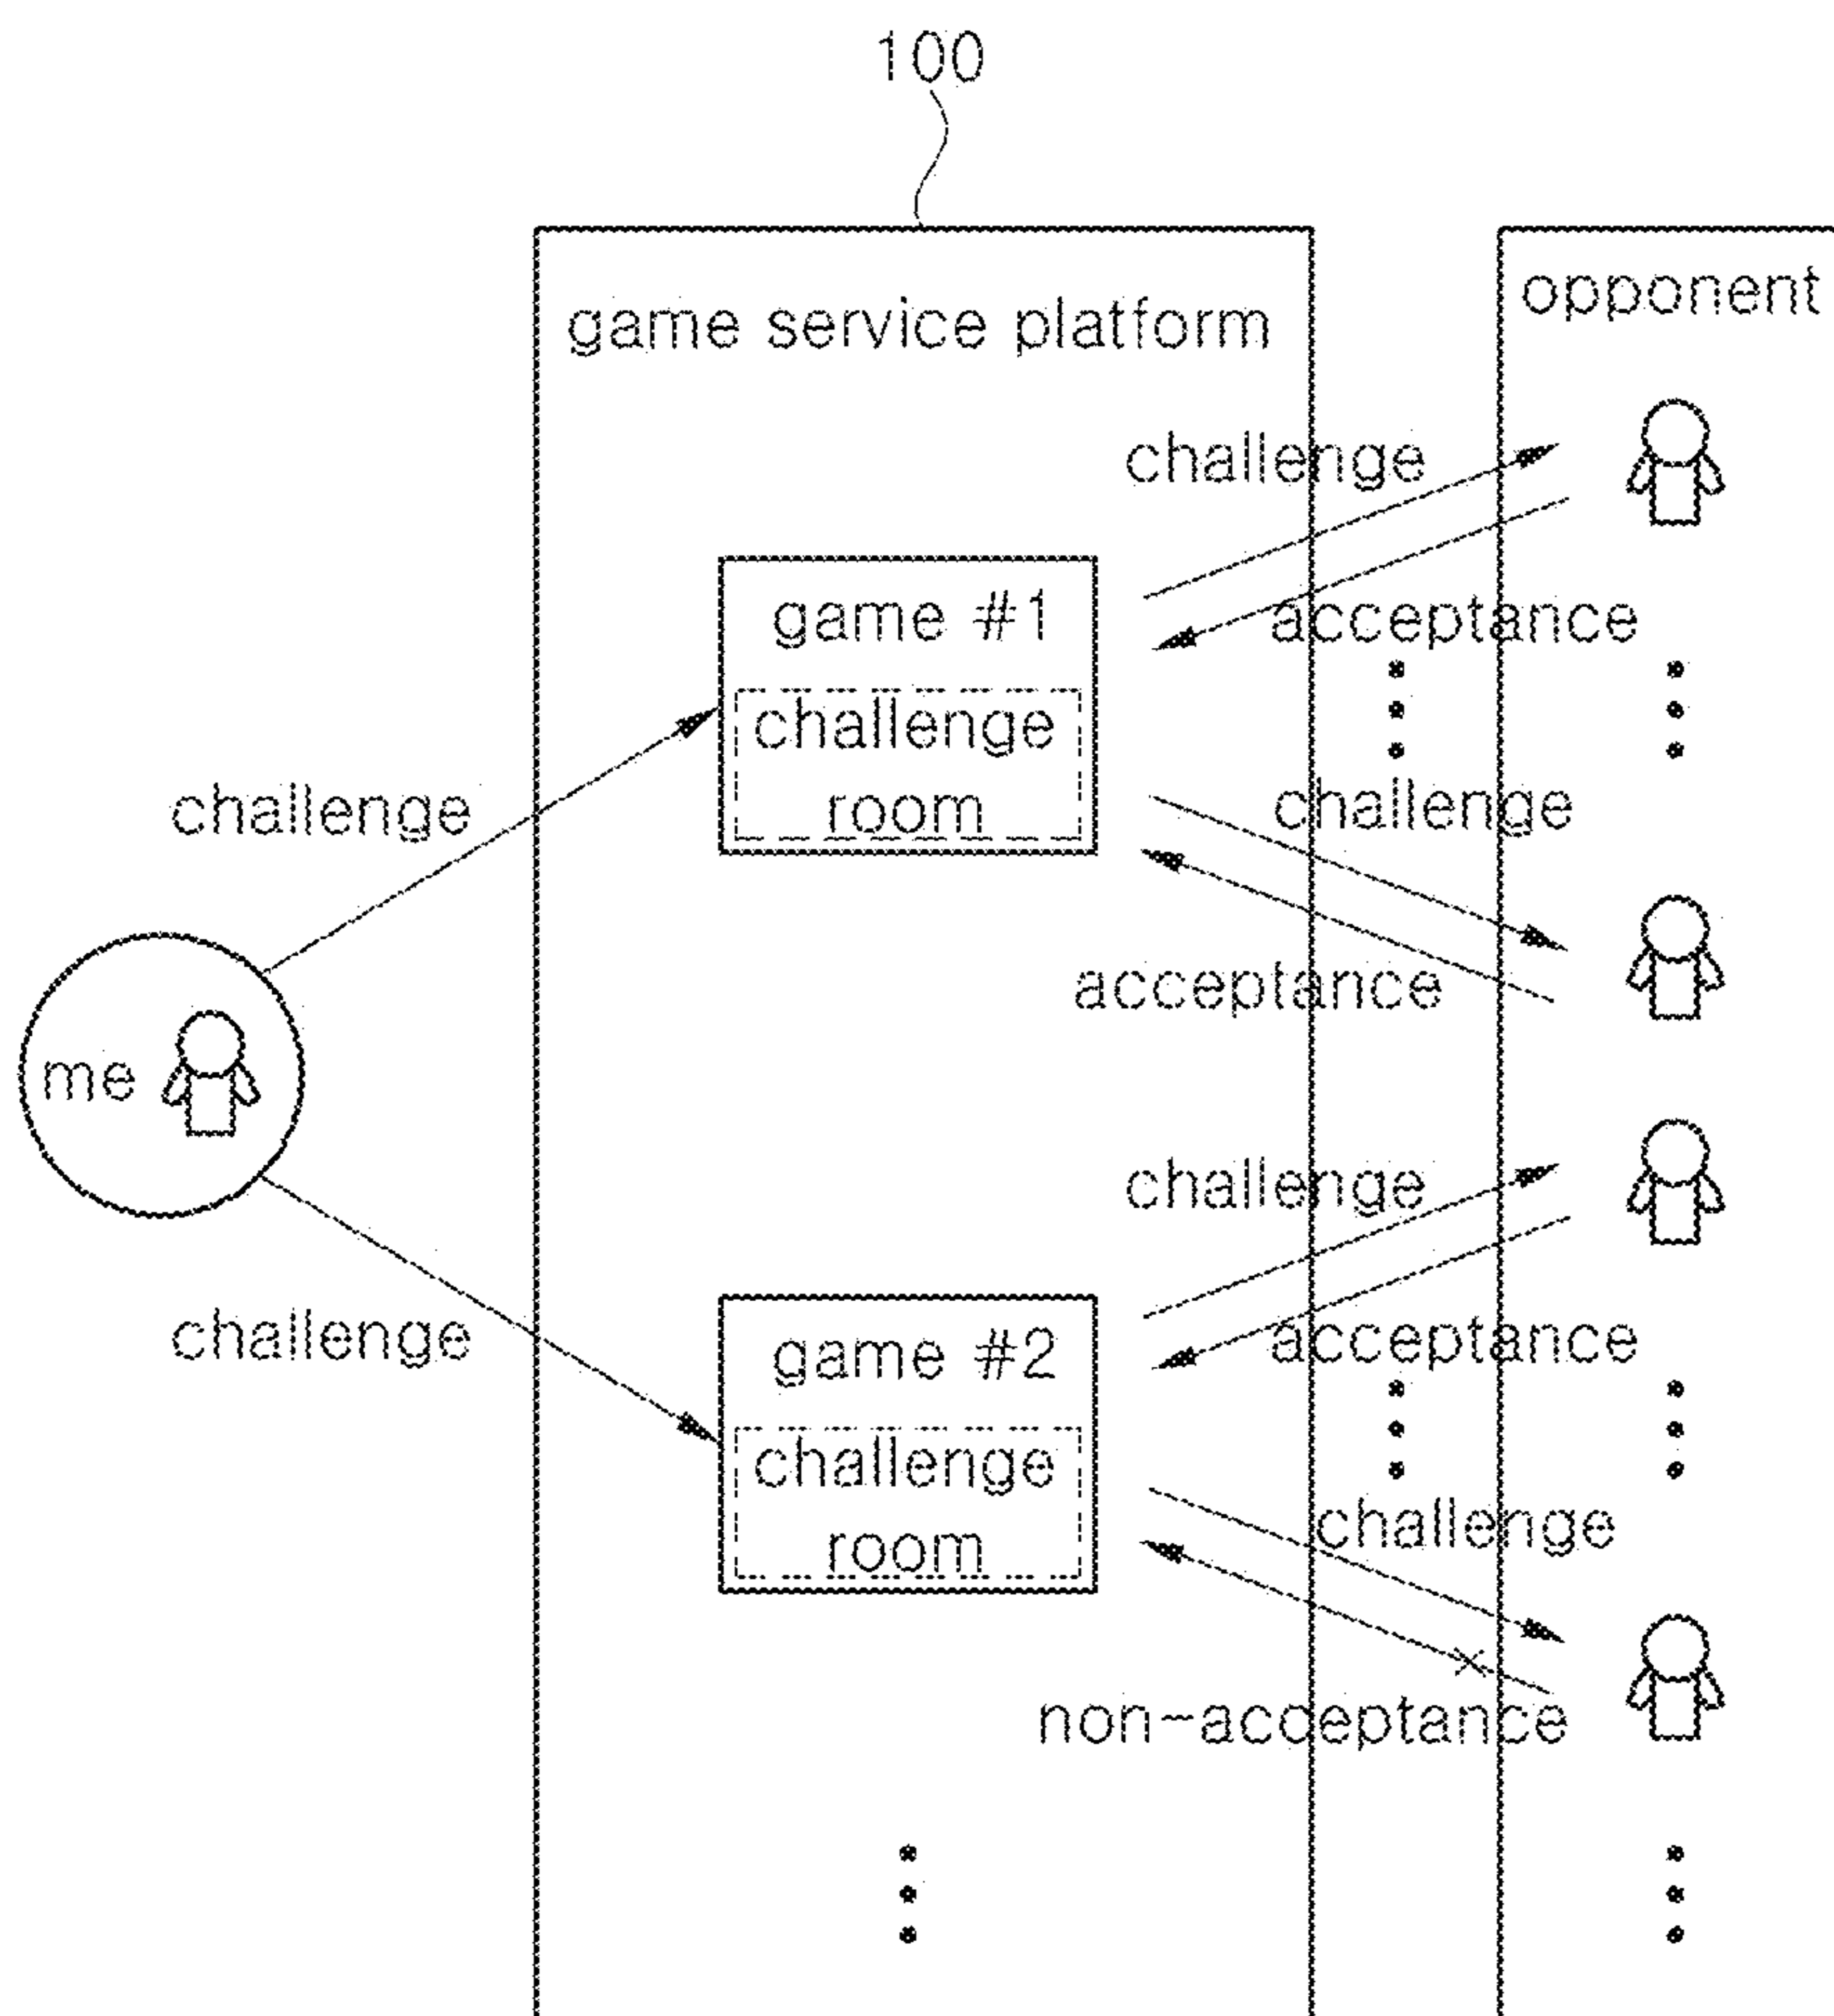 100
game service platform
opponent
challenge
game #1
acceptance
challenge
room
challenge
challenge
acceptance
me
challenge
challenge
game #2
acceptance
challenge
room
challenge
non-acceptance